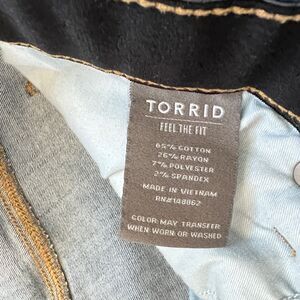 TORRID
FEEL THE FIT
65% COTTON
26% RAYON
7% POLYESTER
2% SPANDEX
MADE IN VIETNAM
RN#148862
COLOR MAY TRANSFER
WHEN WORN OR WASHED